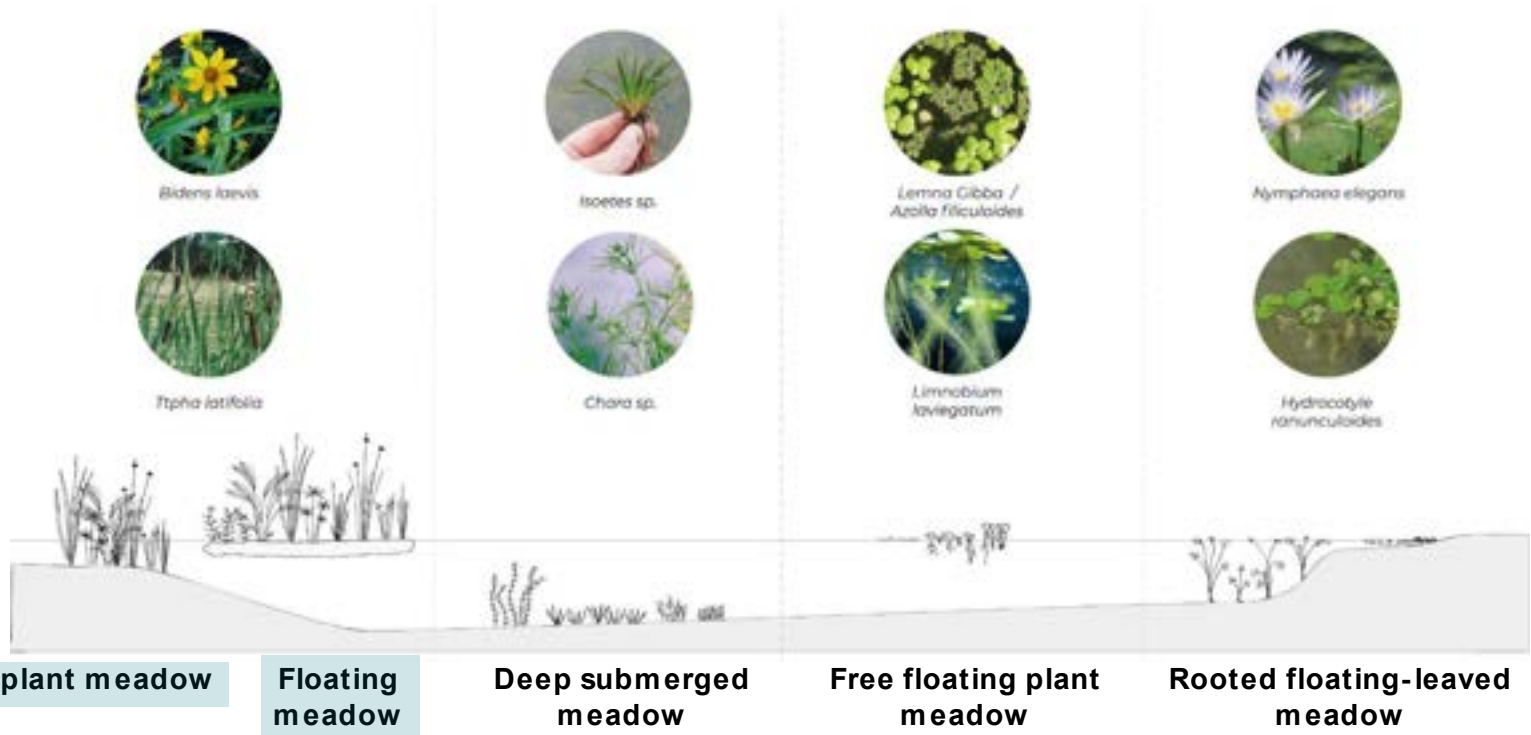 Bidens laevis
Isoetes sp.
Lemna Gibba /
Azolla filiculoides
Nymphaea elegans
Ttpha latifolia
Chara sp.
Limnobium
laviegatum
Hydrocotyle
ranunculoides
plant meadow
Floating
meadow
Deep submerged
meadow
Free floating plant
meadow
Rooted floating-leaved
meadow